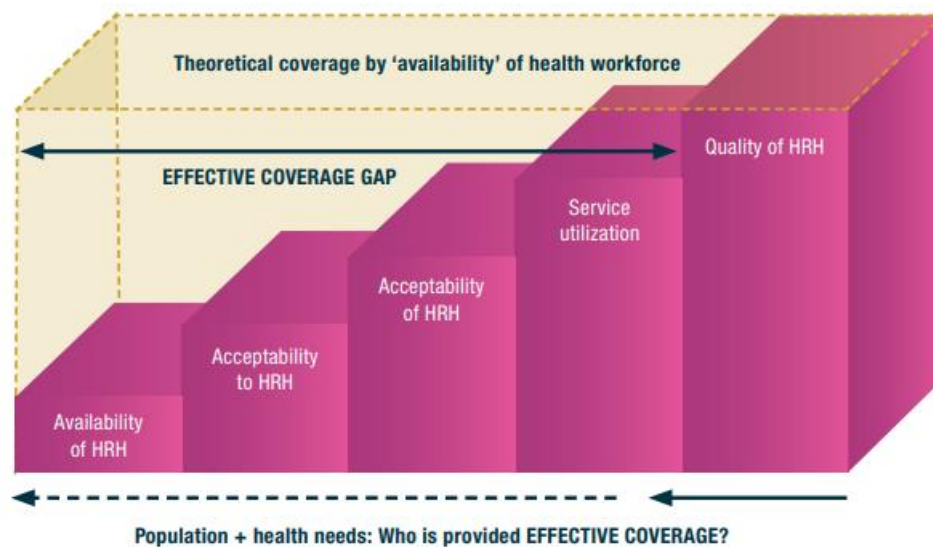 Theoretical coverage by ‘availability’ of health workforce
EFFECTIVE COVERAGE GAP
Quality of HRH
Service
utilization
Acceptability
of HRH
Acceptability
to HRH
Availability
of HRH
Population + health needs: Who is provided EFFECTIVE COVERAGE?